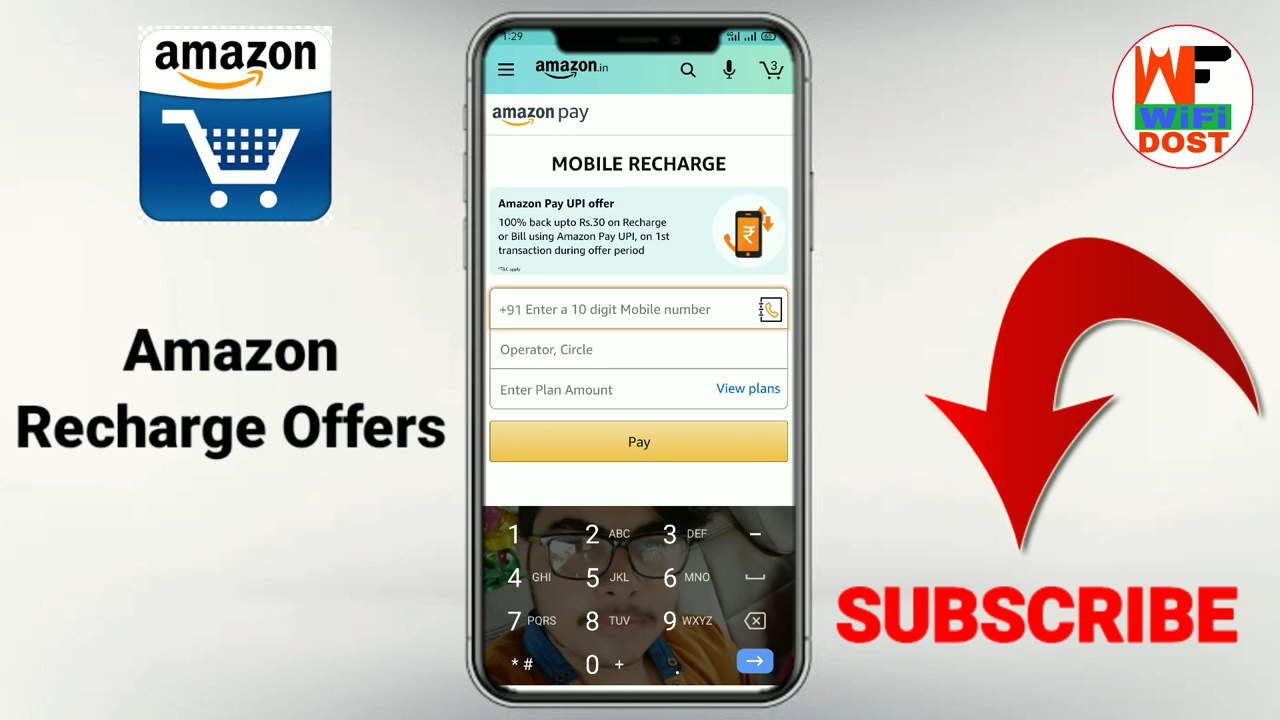 amazon
Amazon
Recharge Offers
1:29
amazon.in
3
amazon pay
MOBILE RECHARGE
Amazon Pay UPI offer
100% back upto Rs.30 on Recharge
or Bill using Amazon Pay UPI, on 1st
transaction during offer period
*T&C apply
₹
+91 Enter a 10 digit Mobile number
Operator, Circle
Enter Plan Amount View plans
Pay
1 2 ABC 3 DEF -
4 GHI 5 JKL 6 MNO
7 PQRS 8 TUV 9 WXYZ
*# 0 + .
WF
WiFi
DOST
SUBSCRIBE